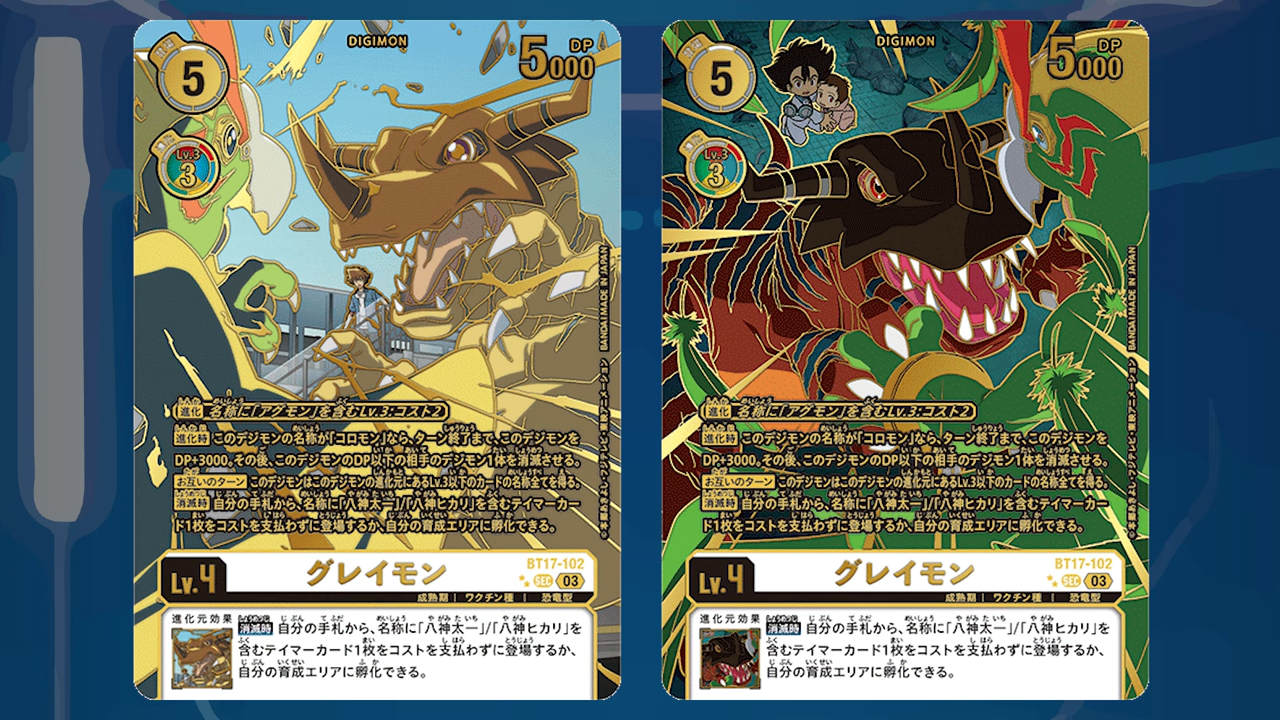 DIGIMON
5
DP
5000
Lv.3
3
進化 名称に「アグモン」を含むLv.3:コスト2
進化時 このデジモンの名称が「コロモン」なら、ターン終了まで、このデジモンを
DP+3000。その後、このデジモンのDP以下の相手のデジモン1体を消滅させる。
お互いのターン このデジモンはこのデジモンの進化元にあるLv.3以下のカードの名称全てを得る。
消滅時 自分の手札から、名称に「八神太一」/「八神ヒカリ」を含むテイマーカー
ド1枚をコストを支払わずに登場するか、自分の育成エリアに孵化できる。
BANDAI MADE IN JAPAN
Lv.4
グレイモン
BT17-102
SEC 03
成熟期 | ワクチン種 | 恐竜型
進化元効果
消滅時 自分の手札から、名称に「八神太一」/「八神ヒカリ」を
含むテイマーカード1枚をコストを支払わずに登場するか、
自分の育成エリアに孵化できる。
DIGIMON
5
DP
5000
Lv.3
3
進化 名称に「アグモン」を含むLv.3:コスト2
進化時 このデジモンの名称が「コロモン」なら、ターン終了まで、このデジモンを
DP+3000。その後、このデジモンのDP以下の相手のデジモン1体を消滅させる。
お互いのターン このデジモンはこのデジモンの進化元にあるLv.3以下のカードの名称全てを得る。
消滅時 自分の手札から、名称に「八神太一」/「八神ヒカリ」を含むテイマーカー
ド1枚をコストを支払わずに登場するか、自分の育成エリアに孵化できる。
BANDAI MADE IN JAPAN
Lv.4
グレイモン
BT17-102
SEC 03
成熟期 | ワクチン種 | 恐竜型
進化元効果
消滅時 自分の手札から、名称に「八神太一」/「八神ヒカリ」を
含むテイマーカード1枚をコストを支払わずに登場するか、
自分の育成エリアに孵化できる。